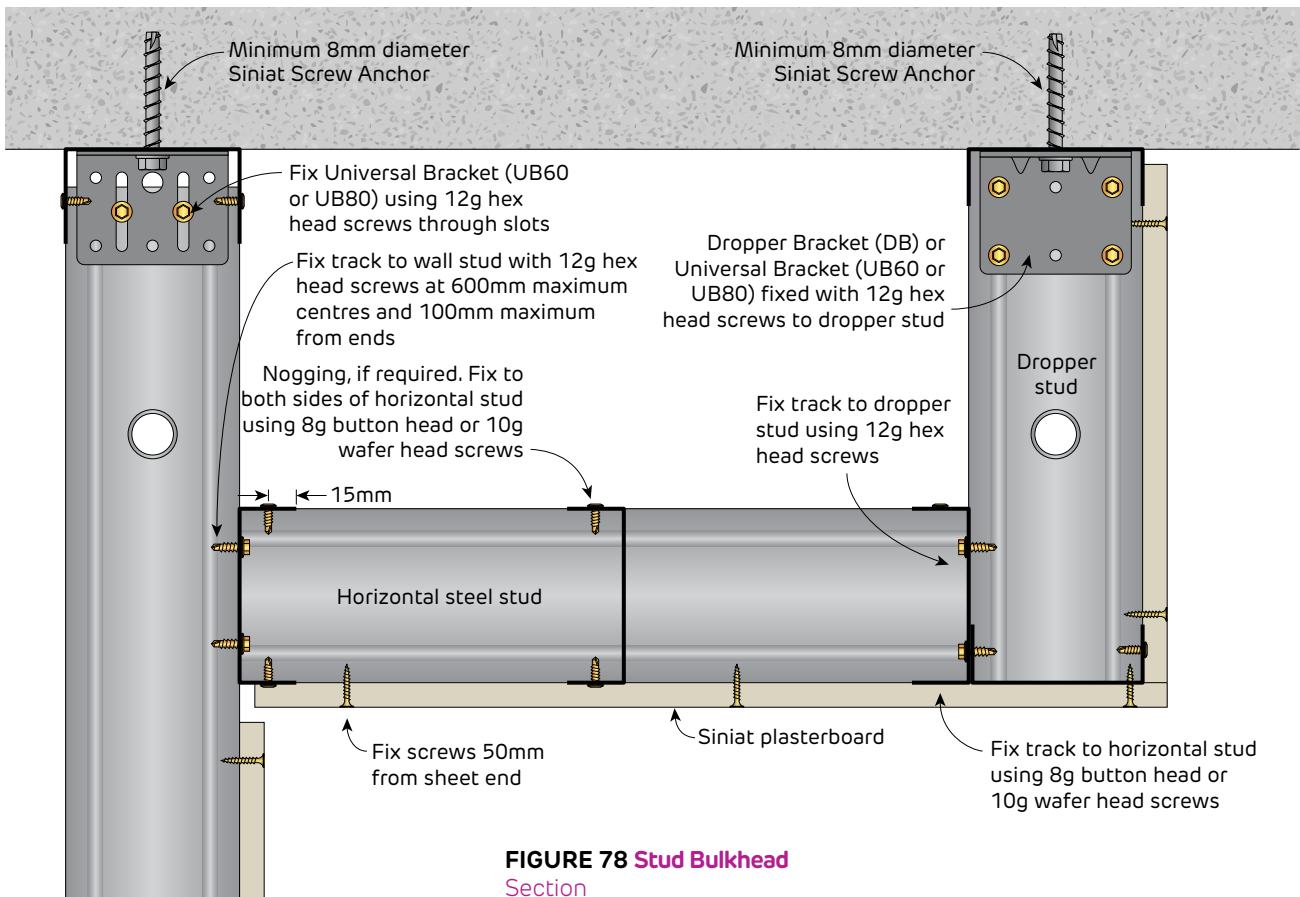 Minimum 8mm diameter
Siniat Screw Anchor
Minimum 8mm diameter
Siniat Screw Anchor
Fix Universal Bracket (UB60
or UB80) using 12g hex
head screws through slots
Dropper Bracket (DB) or
Universal Bracket (UB60 or
UB80) fixed with 12g hex
head screws to dropper stud
Fix track to wall stud with 12g hex
head screws at 600mm maximum
centres and 100mm maximum
from ends
Dropper
stud
Nogging, if required. Fix to
both sides of horizontal stud
using 8g button head or 10g
wafer head screws
Fix track to dropper
stud using 12g hex
head screws
15mm
Horizontal steel stud
Fix screws 50mm
from sheet end
Siniat plasterboard
Fix track to horizontal stud
using 8g button head or
10g wafer head screws
FIGURE 78 Stud Bulkhead
Section